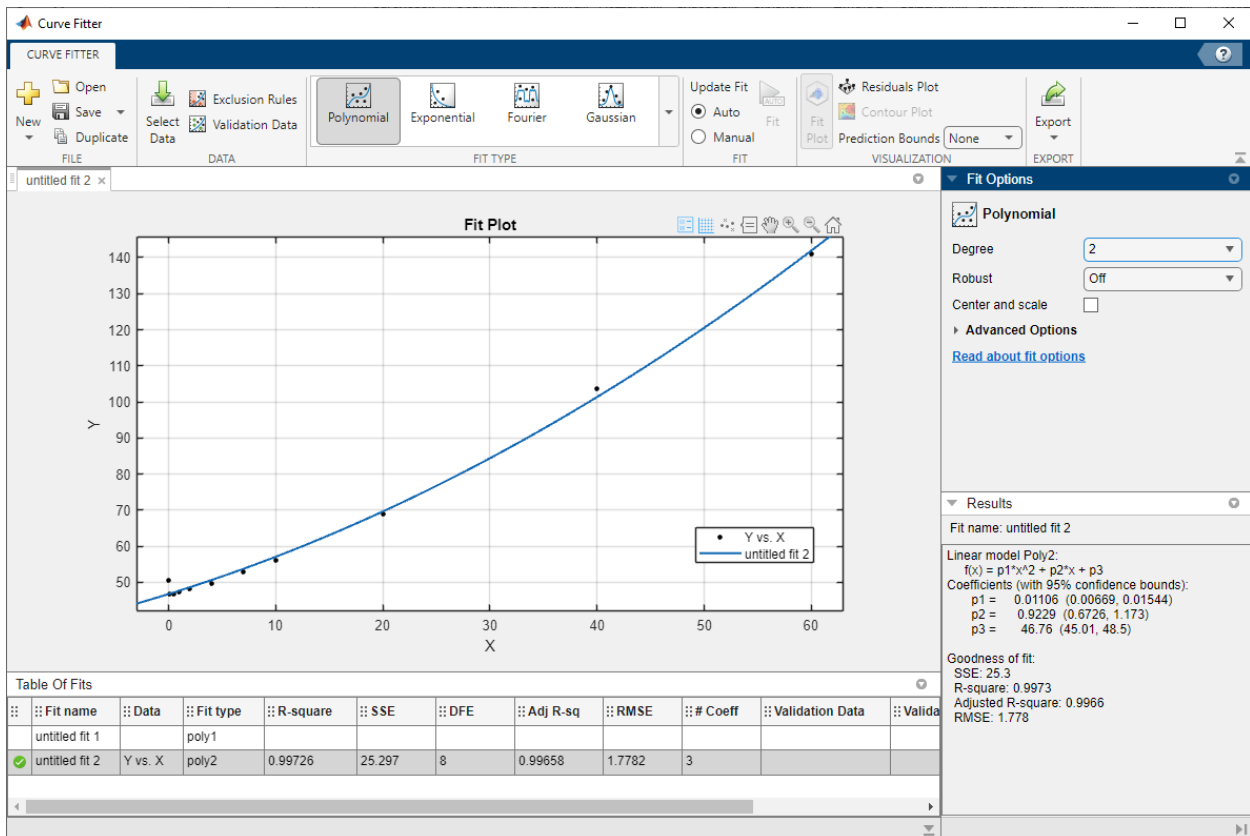 Curve Fitter
CURVE FITTER
?
New
Open
Save
Duplicate
FILE
Select Data
Exclusion Rules
Validation Data
DATA
Polynomial
Exponential
Fourier
Gaussian
FIT TYPE
Update Fit
Auto
Manual
AUTO
Fit
FIT
Fit Plot
Residuals Plot
Contour Plot
Prediction Bounds None
VISUALIZATION
Export
EXPORT
untitled fit 2 ×
Fit Plot
140
130
120
110
100
90
80
70
60
50
Y
0 10 20 30 40 50 60
X
Y vs. X
untitled fit 2
Table Of Fits
Fit name Data Fit type R-square SSE DFE Adj R-sq RMSE # Coeff Validation Data Valida
untitled fit 1 poly1
untitled fit 2 Y vs. X poly2 0.99726 25.297 8 0.99658 1.7782 3
Fit Options
Polynomial
Degree 2
Robust Off
Center and scale
Advanced Options
Read about fit options
Results
Fit name: untitled fit 2
Linear model Poly2:
f(x) = p1*x^2 + p2*x + p3
Coefficients (with 95% confidence bounds):
p1 = 0.01106 (0.00669, 0.01544)
p2 = 0.9229 (0.6726, 1.173)
p3 = 46.76 (45.01, 48.5)
Goodness of fit:
SSE: 25.3
R-square: 0.9973
Adjusted R-square: 0.9966
RMSE: 1.778